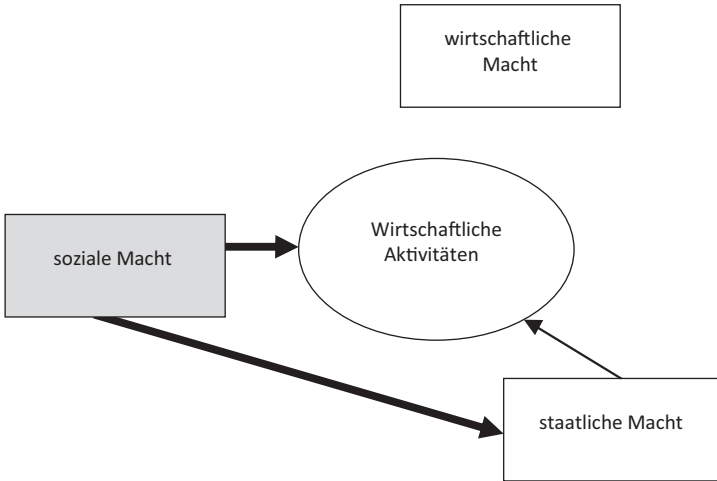 wirtschaftliche
Macht
Wirtschaftliche
Aktivitäten
soziale Macht
staatliche Macht